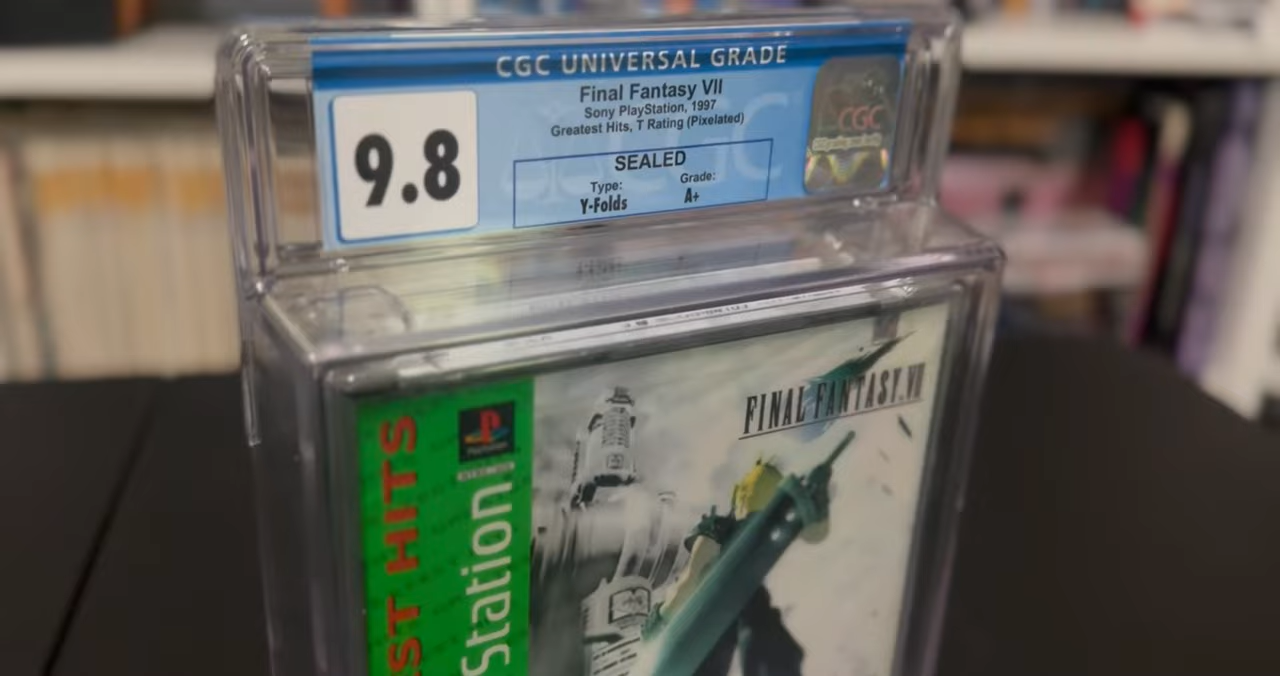 CGC UNIVERSAL GRADE
9.8
Final Fantasy VII
Sony PlayStation, 1997
Greatest Hits, T Rating (Pixelated)
SEALED
Type:
Y-Folds
Grade:
A+
CGC
FINAL FANTASY.VII
ST HITS
Station